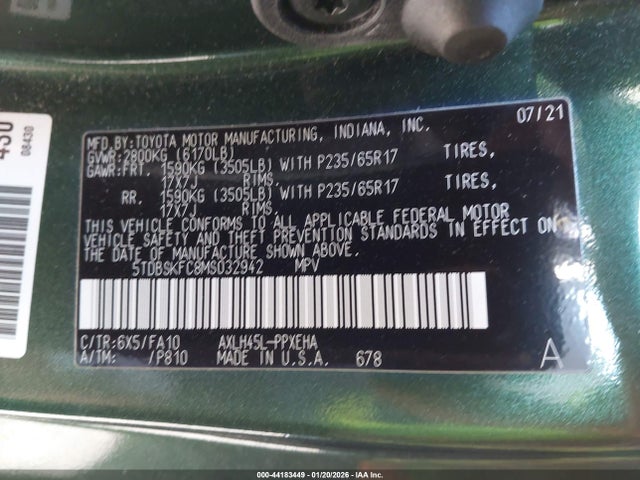 430
08430
07/21
MFD. BY: TOYOTA MOTOR MANUFACTURING, INDIANA, INC.
GVWR: 2800KG (6170LB)
GAWR: FRT. 1590KG (3505LB) WITH P235/65R17 TIRES,
17X7J RIMS
RR. 1590KG (3505LB) WITH P235/65R17 TIRES,
17X7J RIMS
THIS VEHICLE CONFORMS TO ALL APPLICABLE FEDERAL MOTOR
VEHICLE SAFETY AND THEFT PREVENTION STANDARDS IN EFFECT ON
THE DATE OF MANUFACTURE SHOWN ABOVE.
5TDBSKFC8MS032942 MPV
C/TR: 6X5/FA10 AXLH45L-PPXEHA
A/TM: /P810 MADE IN U.S.A. 678 A
000-44183449 - 01/20/2026 - IAA Inc.